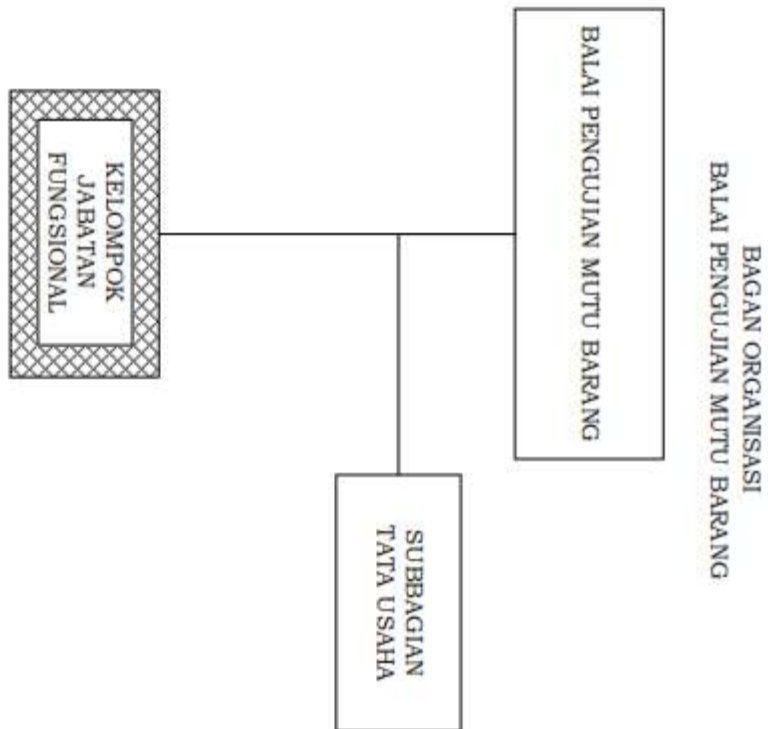 BAGAN ORGANISASI
BALAI PENGUJIAN MUTU BARANG
BALAI PENGUJIAN MUTU BARANG
SUBBAGIAN
TATA USAHA
KELOMPOK
JABATAN
FUNGSIONAL